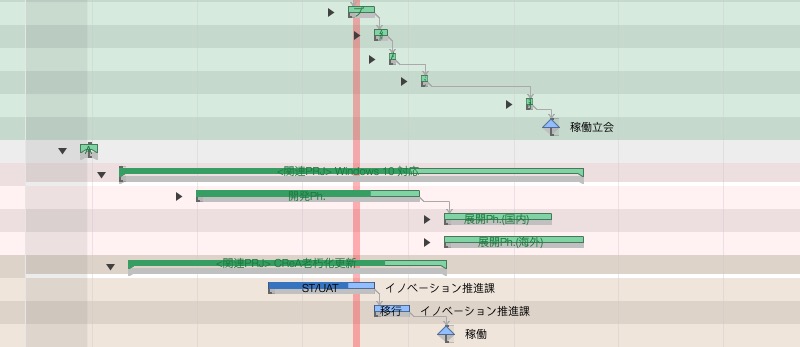 稼働立会
<関連PRJ> Windows 10 対応
開発Ph.
展開Ph.(国内)
展開Ph.(海外)
<関連PRJ> CRoA老朽化更新
ST/UAT イノベーション推進課
移行 イノベーション推進課
稼働